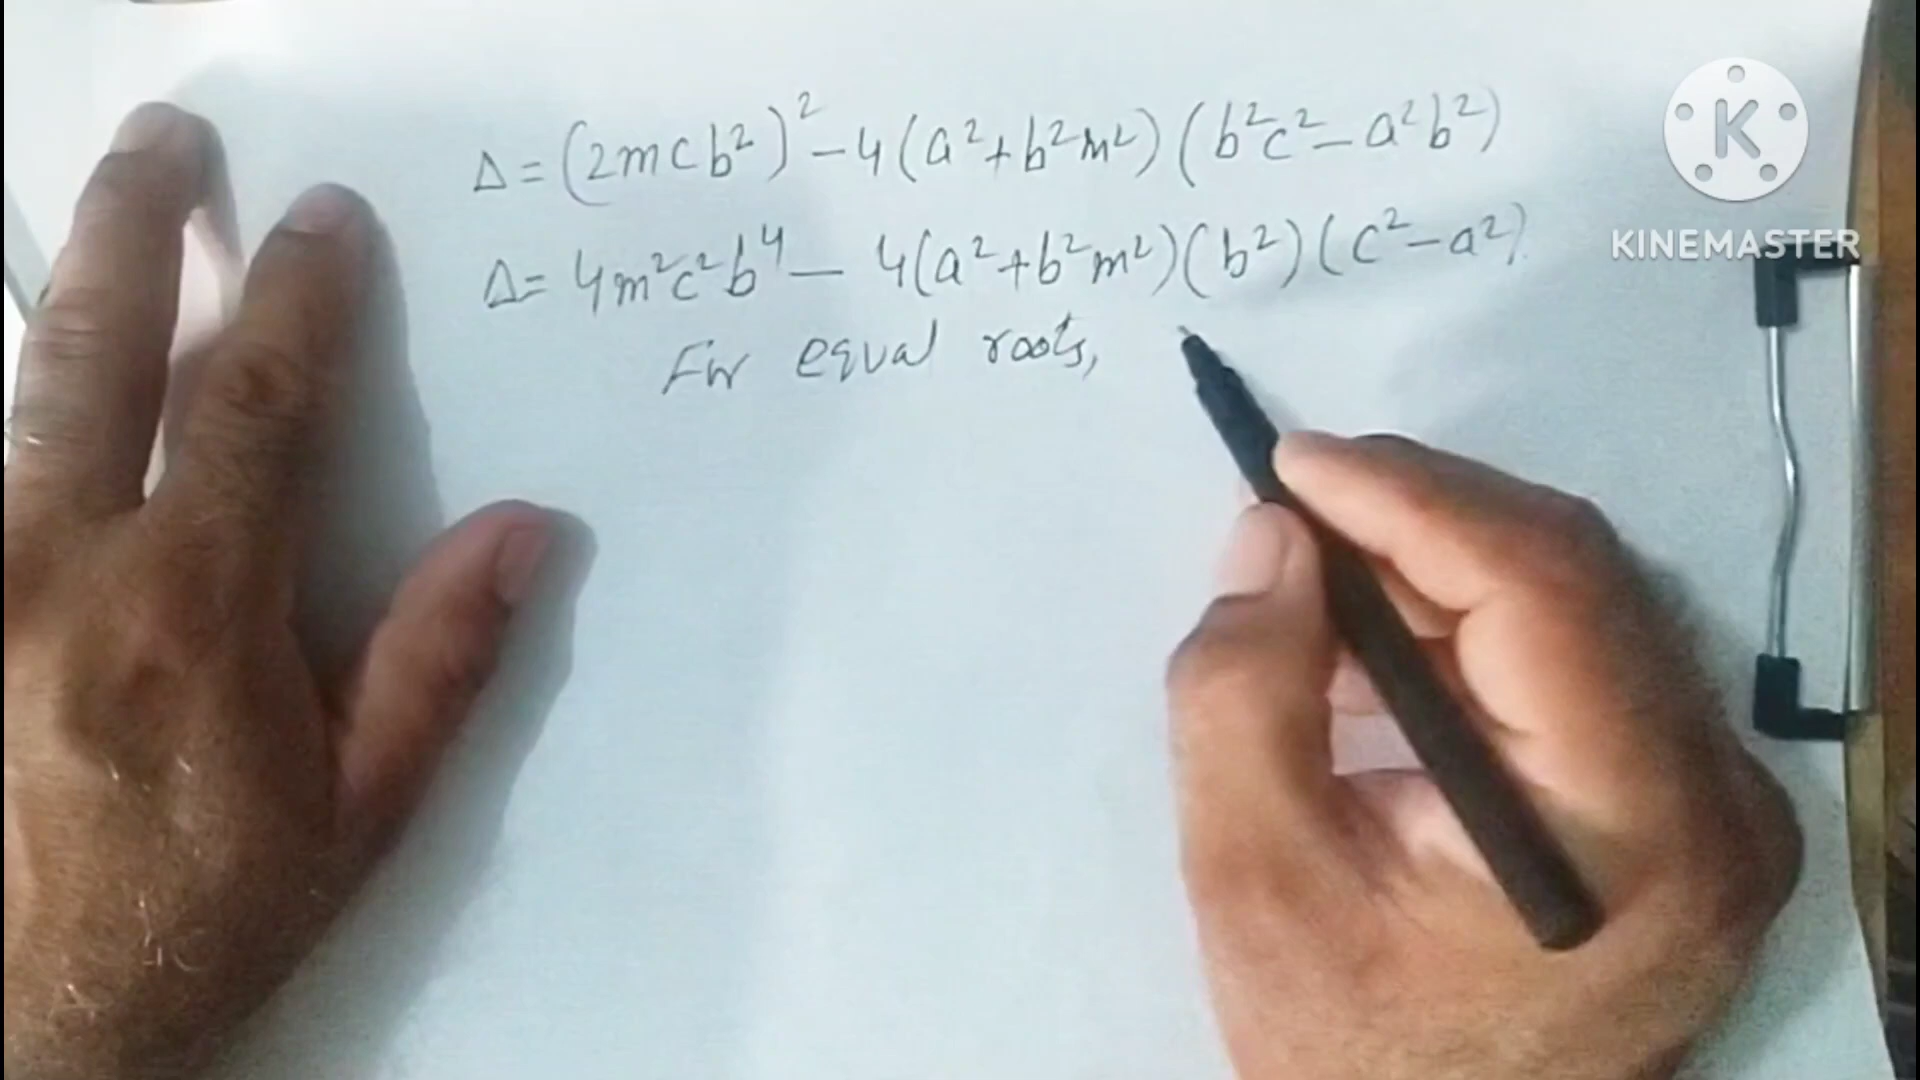 Δ = (2mcb²)² – 4(a²+b²m²)(b²c² – a²b²)
Δ = 4m²c²b⁴ – 4(a²+b²m²)(b²)(c²–a²)
For equal roots,
K
KINEMASTER